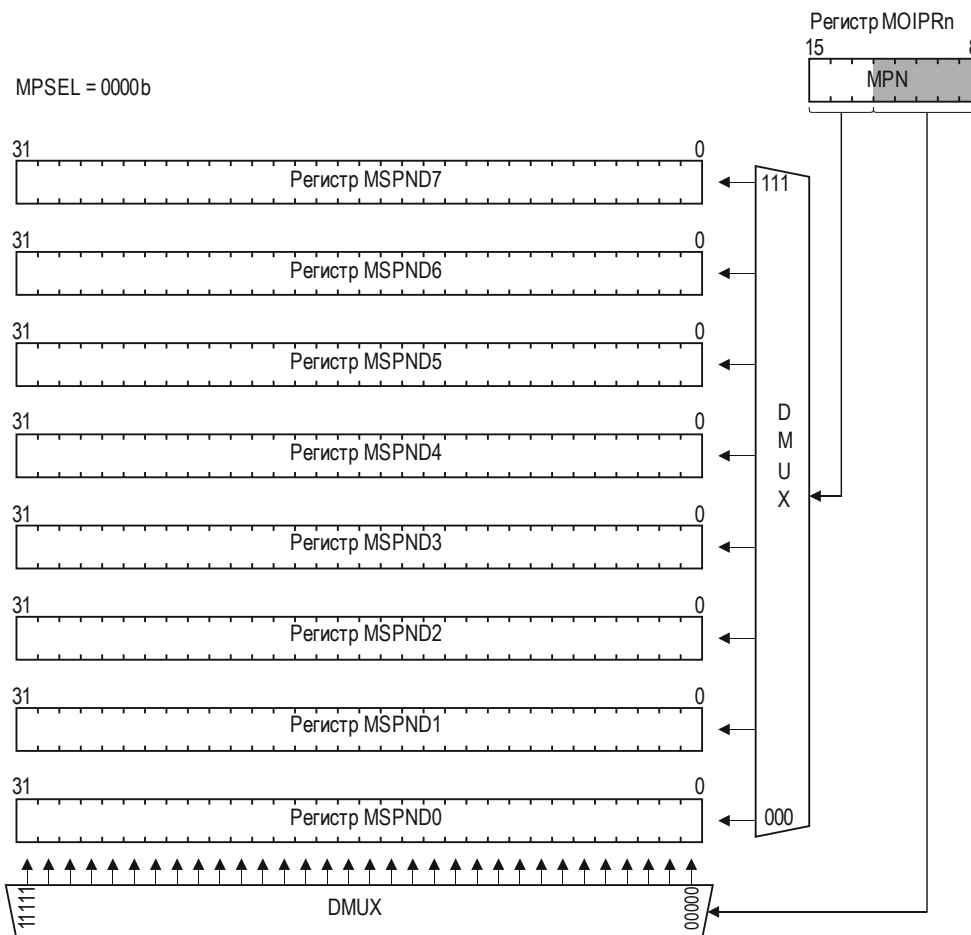 Регистр MOIPRn
15 8
MPN
MPSEL = 0000b
31 0
Регистр MSPND7
111
31 0
Регистр MSPND6
31 0
Регистр MSPND5
31 0
Регистр MSPND4
DMUX
31 0
Регистр MSPND3
31 0
Регистр MSPND2
31 0
Регистр MSPND1
31 0
Регистр MSPND0
000
11111 DMUX 00000